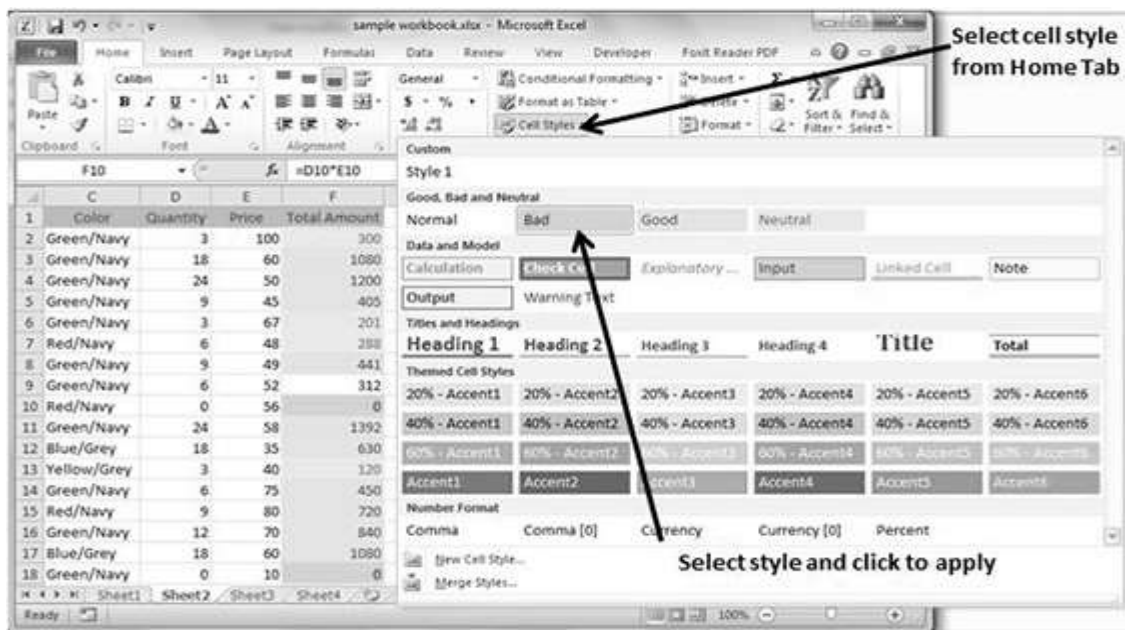 sample workbook.xlsx - Microsoft Excel
File Home Insert Page Layout Formulas Data Review View Developer Foxit Reader PDF
Select cell style
from Home Tab
Paste
Calibri 11
B I U A A
General
$ %
Conditional Formatting
Format as Table
Cell Styles
Insert
Delete
Format
Sort & Filter
Find & Select
Clipboard Font Alignment
F10 fx =D10*E10
C D E F
1 Color Quantity Price Total Amount
2 Green/Navy 3 100 300
3 Green/Navy 18 60 1080
4 Green/Navy 24 50 1200
5 Green/Navy 9 45 405
6 Green/Navy 3 67 201
7 Red/Navy 6 48 288
8 Green/Navy 9 49 441
9 Green/Navy 6 52 312
10 Red/Navy 0 56 0
11 Green/Navy 24 58 1392
12 Blue/Grey 18 35 630
13 Yellow/Grey 3 40 120
14 Green/Navy 6 75 450
15 Red/Navy 9 80 720
16 Green/Navy 12 70 840
17 Blue/Grey 18 60 1080
18 Green/Navy 0 10 0
Custom
Style 1
Good, Bad and Neutral
Normal Bad Good Neutral
Data and Model
Calculation Check Explanatory ... Input Linked Cell Note
Output Warning Text
Titles and Headings
Heading 1 Heading 2 Heading 3 Heading 4 Title Total
Themed Cell Styles
20% - Accent1 20% - Accent2 20% - Accent3 20% - Accent4 20% - Accent5 20% - Accent6
40% - Accent1 40% - Accent2 40% - Accent3 40% - Accent4 40% - Accent5 40% - Accent6
60% - Accent1 60% - Accent2 60% - Accent3 60% - Accent4 60% - Accent5 60% - Accent6
Accent1 Accent2 Accent3 Accent4 Accent5 Accent6
Number Format
Comma Comma [0] Currency Currency [0] Percent
New Cell Style...
Merge Styles...
Select style and click to apply
Sheet1 Sheet2 Sheet3 Sheet4
Ready 100%